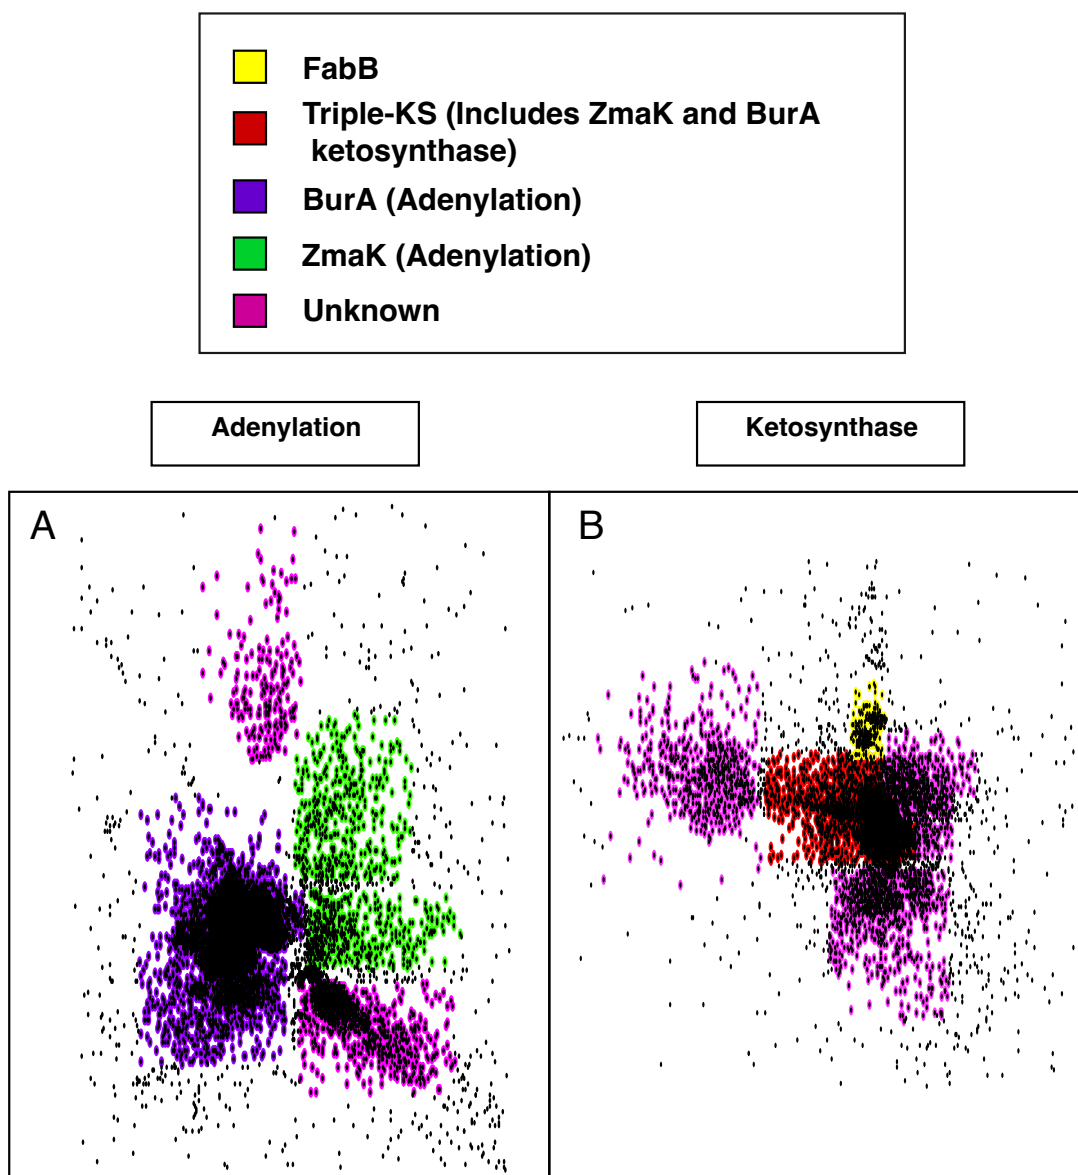 FabB
Triple-KS (Includes ZmaK and BurA
ketosynthase)
BurA (Adenylation)
ZmaK (Adenylation)
Unknown
Adenylation
Ketosynthase
A
B